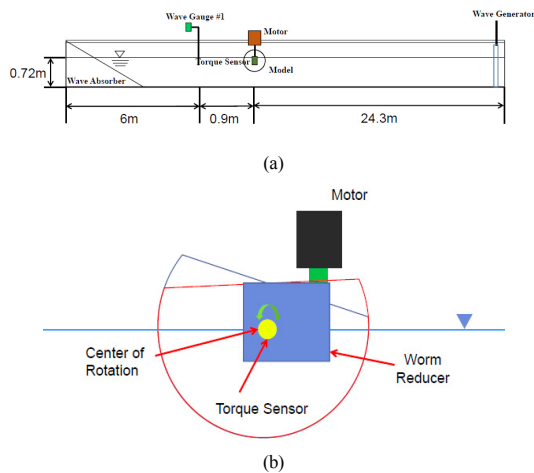 Wave Gauge #1
Wave Generator
Motor
Torque Sensor
Model
0.72m
Wave Absorber
6m
0.9m
24.3m
(a)
Motor
Center of
Rotation
Worm
Reducer
Torque Sensor
(b)